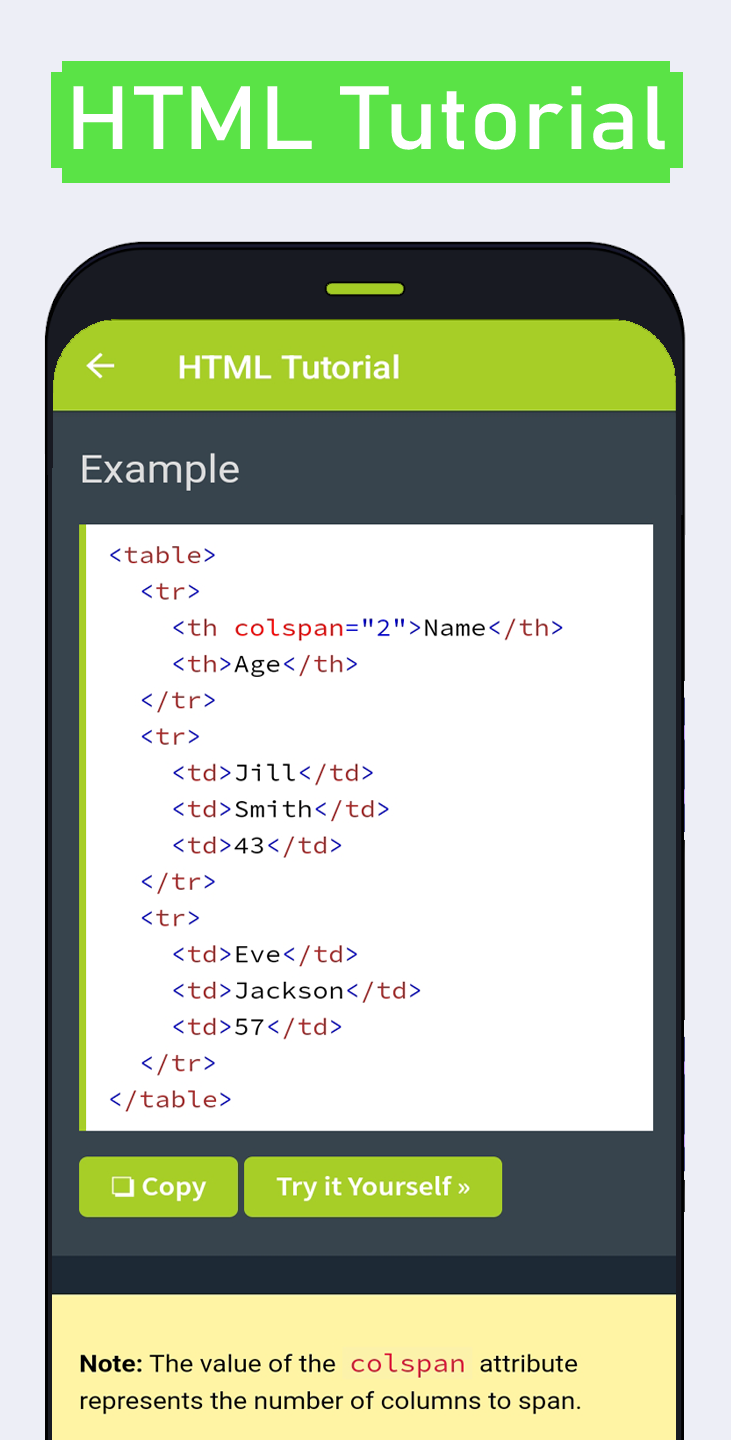 HTML Tutorial
HTML Tutorial
Example
<table>
  <tr>
    <th colspan="2">Name</th>
    <th>Age</th>
  </tr>
  <tr>
    <td>Jill</td>
    <td>Smith</td>
    <td>43</td>
  </tr>
  <tr>
    <td>Eve</td>
    <td>Jackson</td>
    <td>57</td>
  </tr>
</table>
Copy Try it Yourself »
Note: The value of the colspan attribute
represents the number of columns to span.